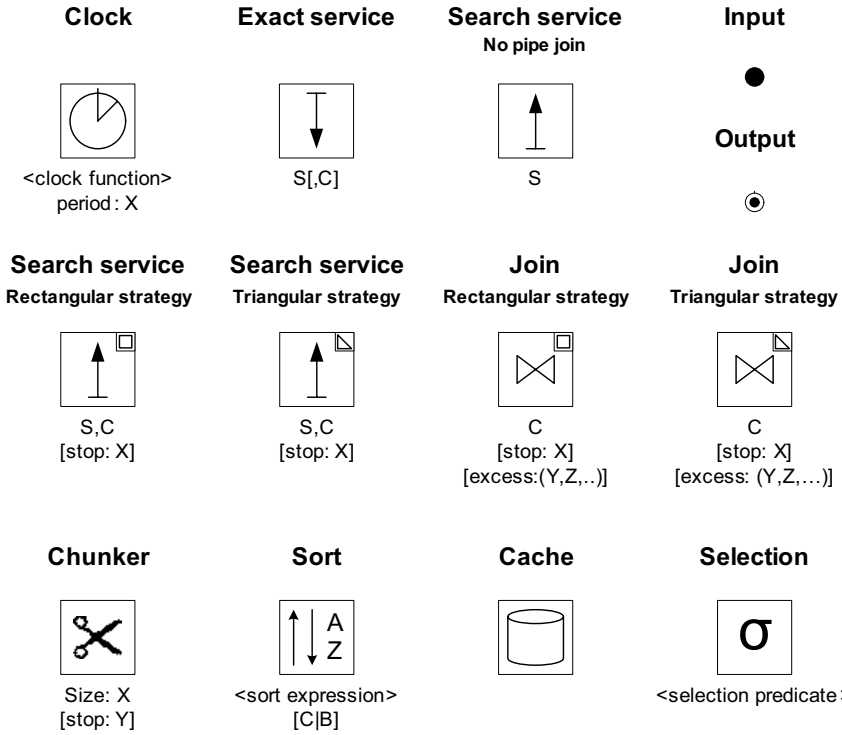 Clock
Exact service
Search service
No pipe join
Input
<clock function>
period : X
S[,C]
S
Output
Search service
Rectangular strategy
Search service
Triangular strategy
Join
Rectangular strategy
Join
Triangular strategy
S,C
[stop: X]
S,C
[stop: X]
C
[stop: X]
[excess:(Y,Z,..)]
C
[stop: X]
[excess: (Y,Z,...)]
Chunker
Sort
Cache
Selection
A
Z
σ
Size: X
[stop: Y]
<sort expression>
[C|B]
<selection predicate>